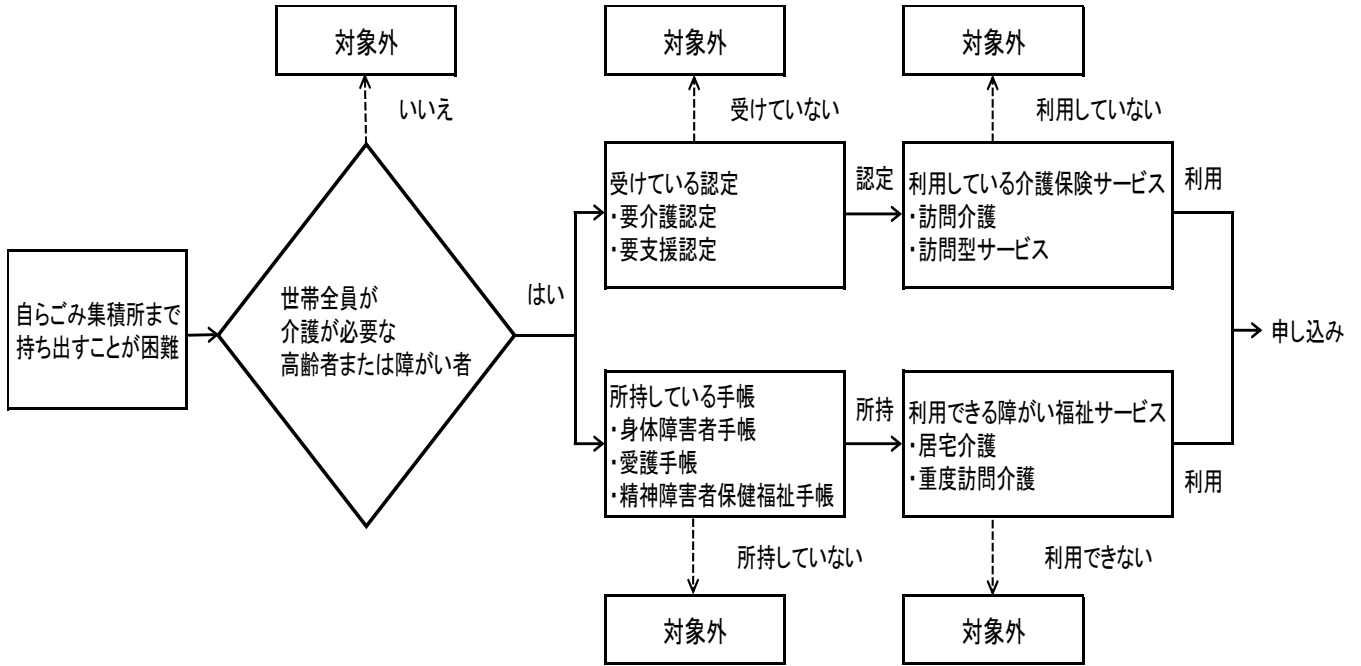 対象外
対象外
対象外
いいえ
受けていない
利用していない
自らごみ集積所まで
持ち出すことが困難
世帯全員が
介護が必要な
高齢者または障がい者
はい
受けている認定
・要介護認定
・要支援認定
認定
利用している介護保険サービス
・訪問介護
・訪問型サービス
利用
所持している手帳
・身体障害者手帳
・愛護手帳
・精神障害者保健福祉手帳
所持
利用できる障がい福祉サービス
・居宅介護
・重度訪問介護
利用
申し込み
所持していない
利用できない
対象外
対象外